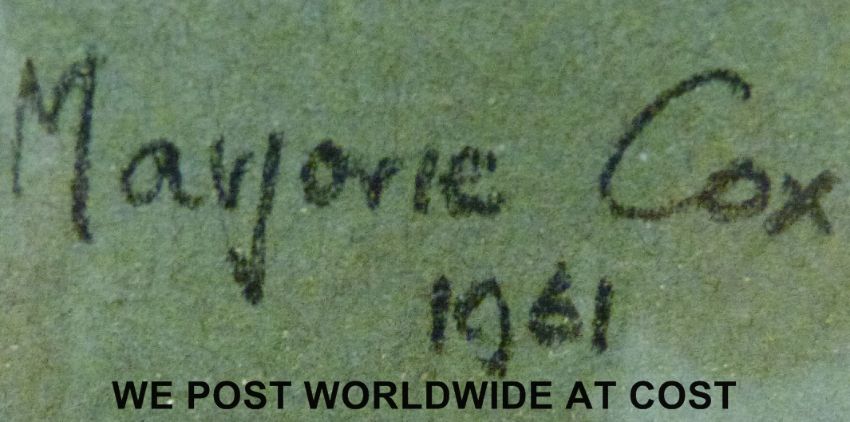 Marjorie Cox
1961
WE POST WORLDWIDE AT COST